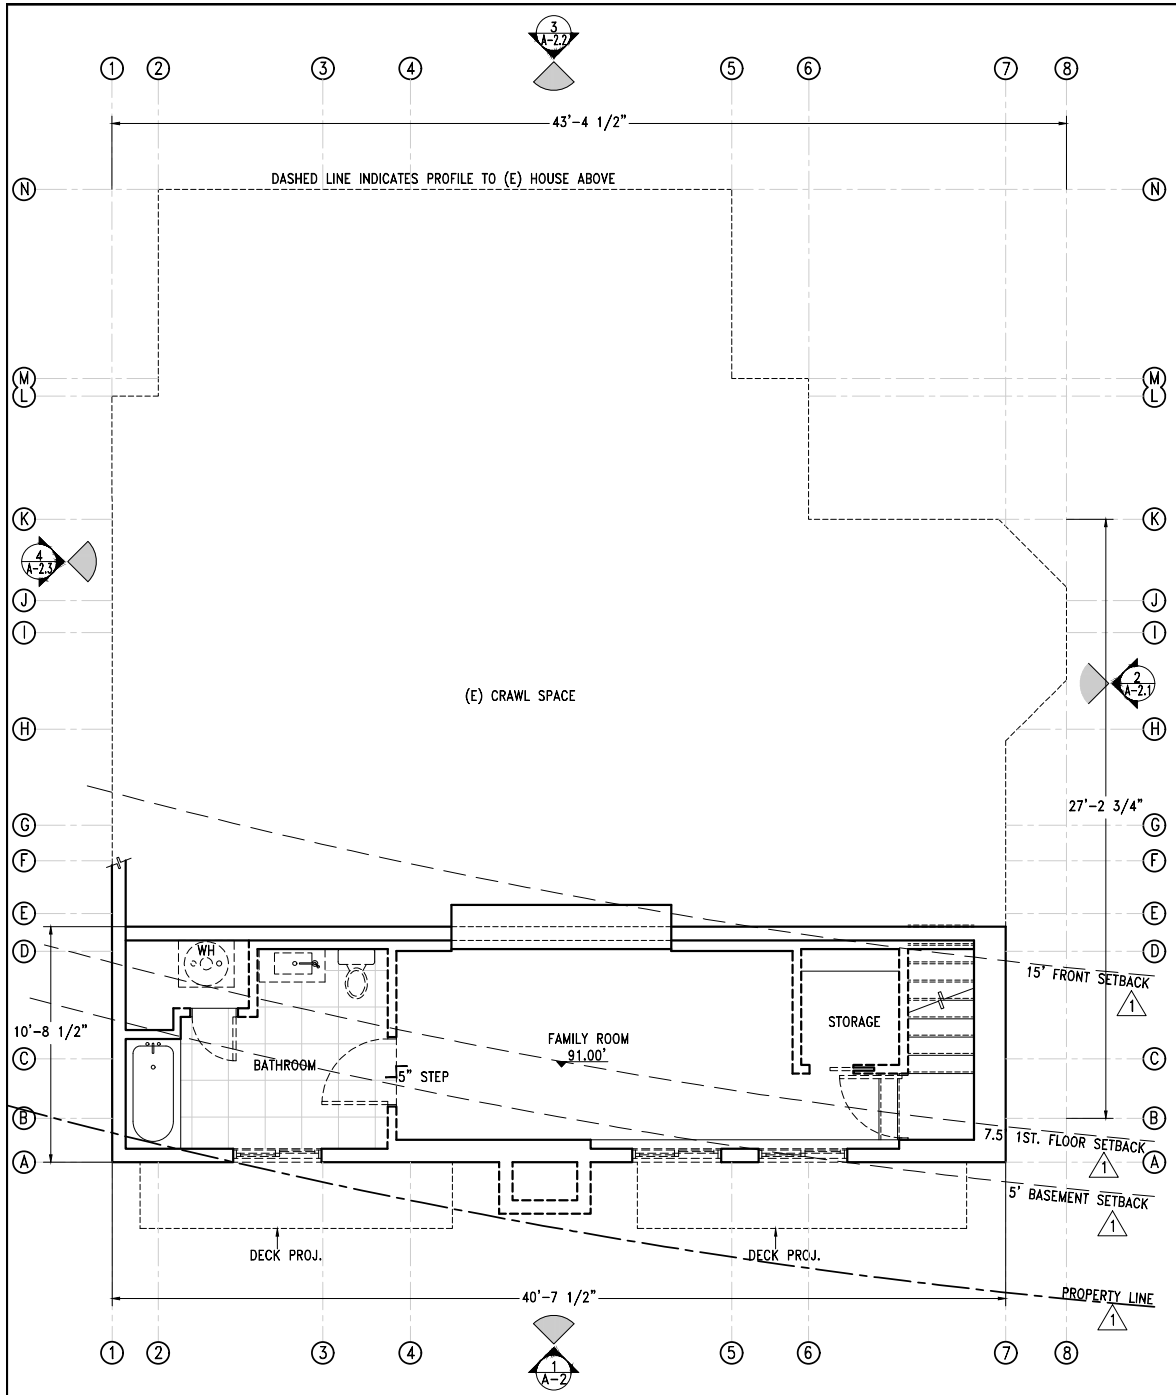 3
A-2.2
1 2 3 4 5 6 7 8
43'-4 1/2"
DASHED LINE INDICATES PROFILE TO (E) HOUSE ABOVE
N N
M M
L L
K K
4
A-2.3
J J
I I
2
A-2.1
(E) CRAWL SPACE
H H
27'-2 3/4"
G G
F F
E E
D D
WH
15' FRONT SETBACK
1
10'-8 1/2"
STORAGE
FAMILY ROOM
91.00'
C C
BATHROOM
5" STEP
B B
7.5' 1ST. FLOOR SETBACK
1
A A
5' BASEMENT SETBACK
1
DECK PROJ. DECK PROJ.
PROPERTY LINE
1
40'-7 1/2"
1 2 3 4 5 6 7 8
1
A-2